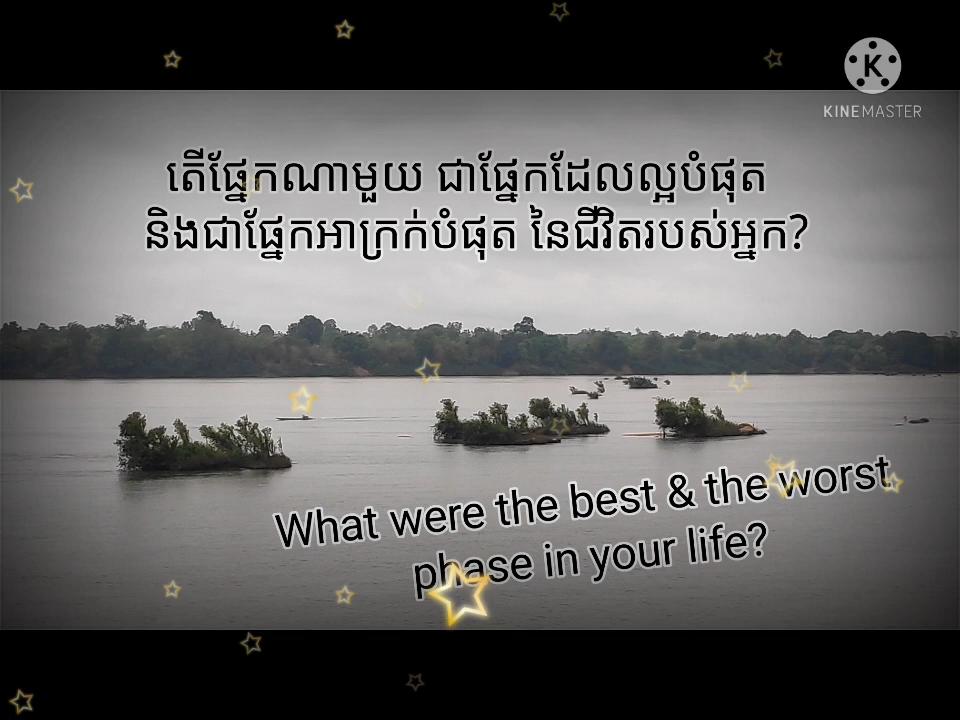 KINEMASTER
តើផ្នែកណាមួយ ជាផ្នែកដែលល្អបំផុត
និងជាផ្នែកអាក្រក់បំផុត នៃជីវិតរបស់អ្នក?
What were the best & the worst
phase in your life?